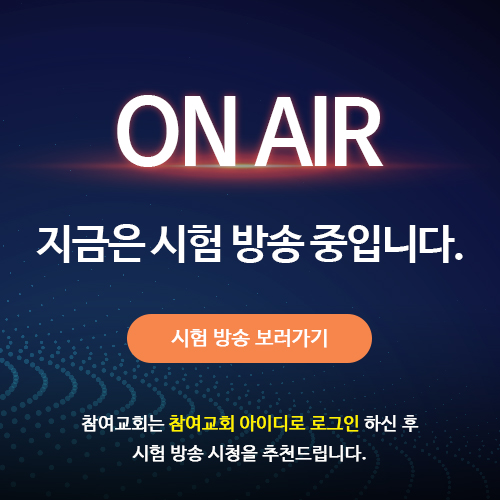 ON AIR
지금은 시험 방송 중입니다.
시험 방송 보러가기
참여교회는 참여교회 아이디로 로그인 하신 후
시험 방송 시청을 추천드립니다.